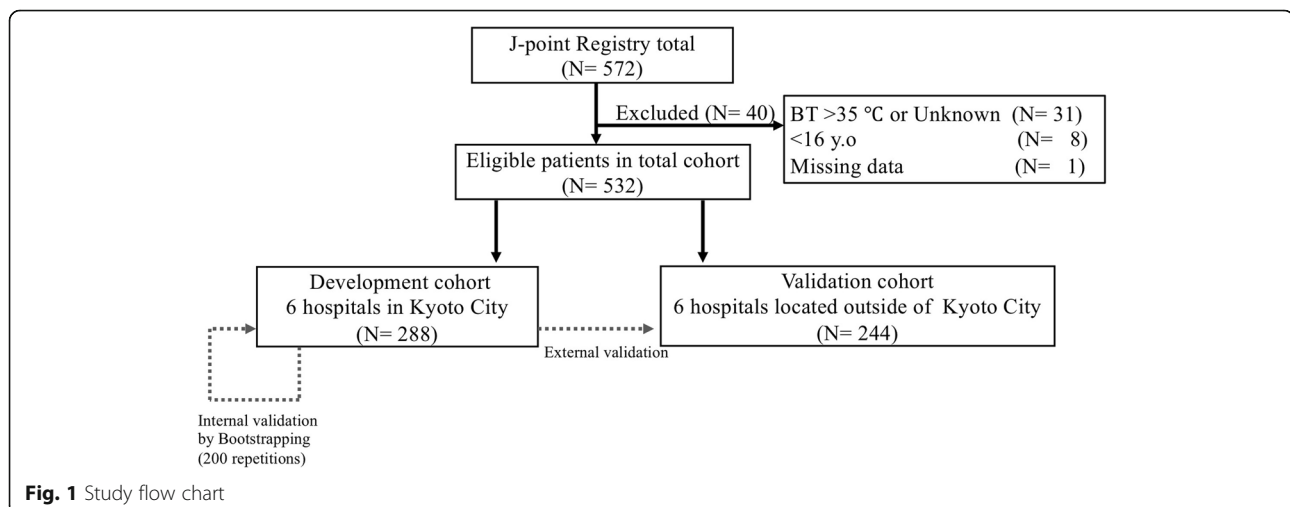 J-point Registry total
(N= 572)
Excluded (N= 40)
BT >35 ℃ or Unknown (N= 31)
<16 y.o (N= 8)
Missing data (N= 1)
Eligible patients in total cohort
(N= 532)
Development cohort
6 hospitals in Kyoto City
(N= 288)
Validation cohort
6 hospitals located outside of Kyoto City
(N= 244)
External validation
Internal validation
by Bootstrapping
(200 repetitions)
Fig. 1 Study flow chart